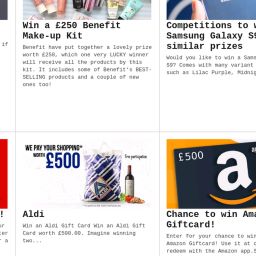 Win a £250 Benefit
Make-up Kit
Benefit have put together a lovely prize
worth £250, which one very LUCKY winner
will receive all the products by this
kit. It includes some of Benefit's BEST-
SELLING products and a couple of new
ones too!
Competitions to w
Samsung Galaxy S9
similar prizes
Would you like to win a Sams
S9? Comes with many variant
such as Lilac Purple, Midnig
if
WE PAY YOUR SHOPPING*
WORTH £500
ALDI
Aldi
Win an Aldi Gift Card Win an Aldi Gift
Card worth £500.00. Imagine winning
two...
£500
a
Chance to win Ama
Giftcard!
Enter for your chance to win
Amazon Giftcard! Use it at c
redeem with the Amazon app.S
!